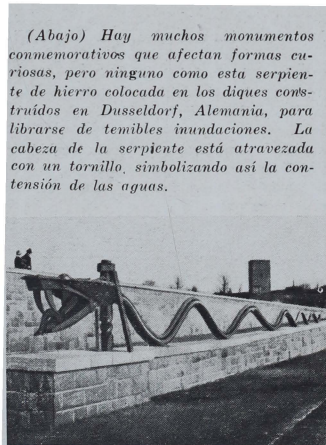 (Abajo) Hay muchos monumentos
conmemorativos que afectan formas cu-
riosas, pero ninguno como esta serpien-
te de hierro colocada en los diques cons-
truídos en Dusseldorf, Alemania, para
librarse de temibles inundaciones. La
cabeza de la serpiente está atravezada
con un tornillo, simbolizando así la con-
tensión de las aguas.